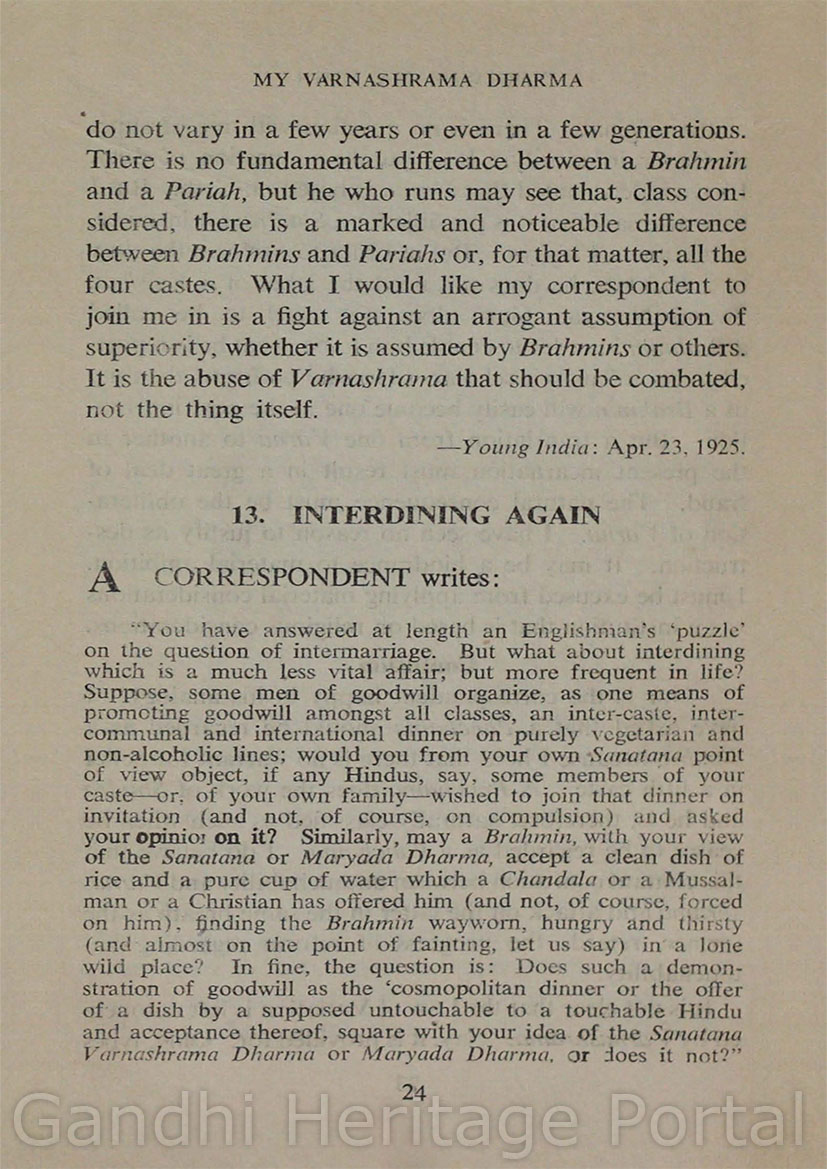 MY VARNASHRAMA DHARMA
do not vary in a few years or even in a few generations.
There is no fundamental difference between a Brahmin
and a Pariah, but he who runs may see that, class con-
sidered, there is a marked and noticeable difference
between Brahmins and Pariahs or, for that matter, all the
four castes. What I would like my correspondent to
join me in is a fight against an arrogant assumption of
superiority, whether it is assumed by Brahmins or others.
It is the abuse of Varnashrama that should be combated,
not the thing itself.
—Young India: Apr. 23, 1925.
13. INTERDINING AGAIN
A CORRESPONDENT writes:
"You have answered at length an Englishman's 'puzzle'
on the question of intermarriage. But what about interdining
which is a much less vital affair; but more frequent in life?
Suppose, some men of goodwill organize, as one means of
promoting goodwill amongst all classes, an inter-caste, inter-
communal and international dinner on purely vegetarian and
non-alcoholic lines; would you from your own Sanatana point
of view object, if any Hindus, say, some members of your
caste—or, of your own family—wished to join that dinner on
invitation (and not, of course, on compulsion) and asked
your opinion on it? Similarly, may a Brahmin, with your view
of the Sanatana or Maryada Dharma, accept a clean dish of
rice and a pure cup of water which a Chandala or a Mussal-
man or a Christian has offered him (and not, of course, forced
on him), finding the Brahmin wayworn, hungry and thirsty
(and almost on the point of fainting, let us say) in a lone
wild place? In fine, the question is: Does such a demon-
stration of goodwill as the 'cosmopolitan dinner or the offer
of a dish by a supposed untouchable to a touchable Hindu
and acceptance thereof, square with your idea of the Sanatana
Varnashrama Dharma or Maryada Dharma, or does it not?"
24
Gandhi Heritage Portal